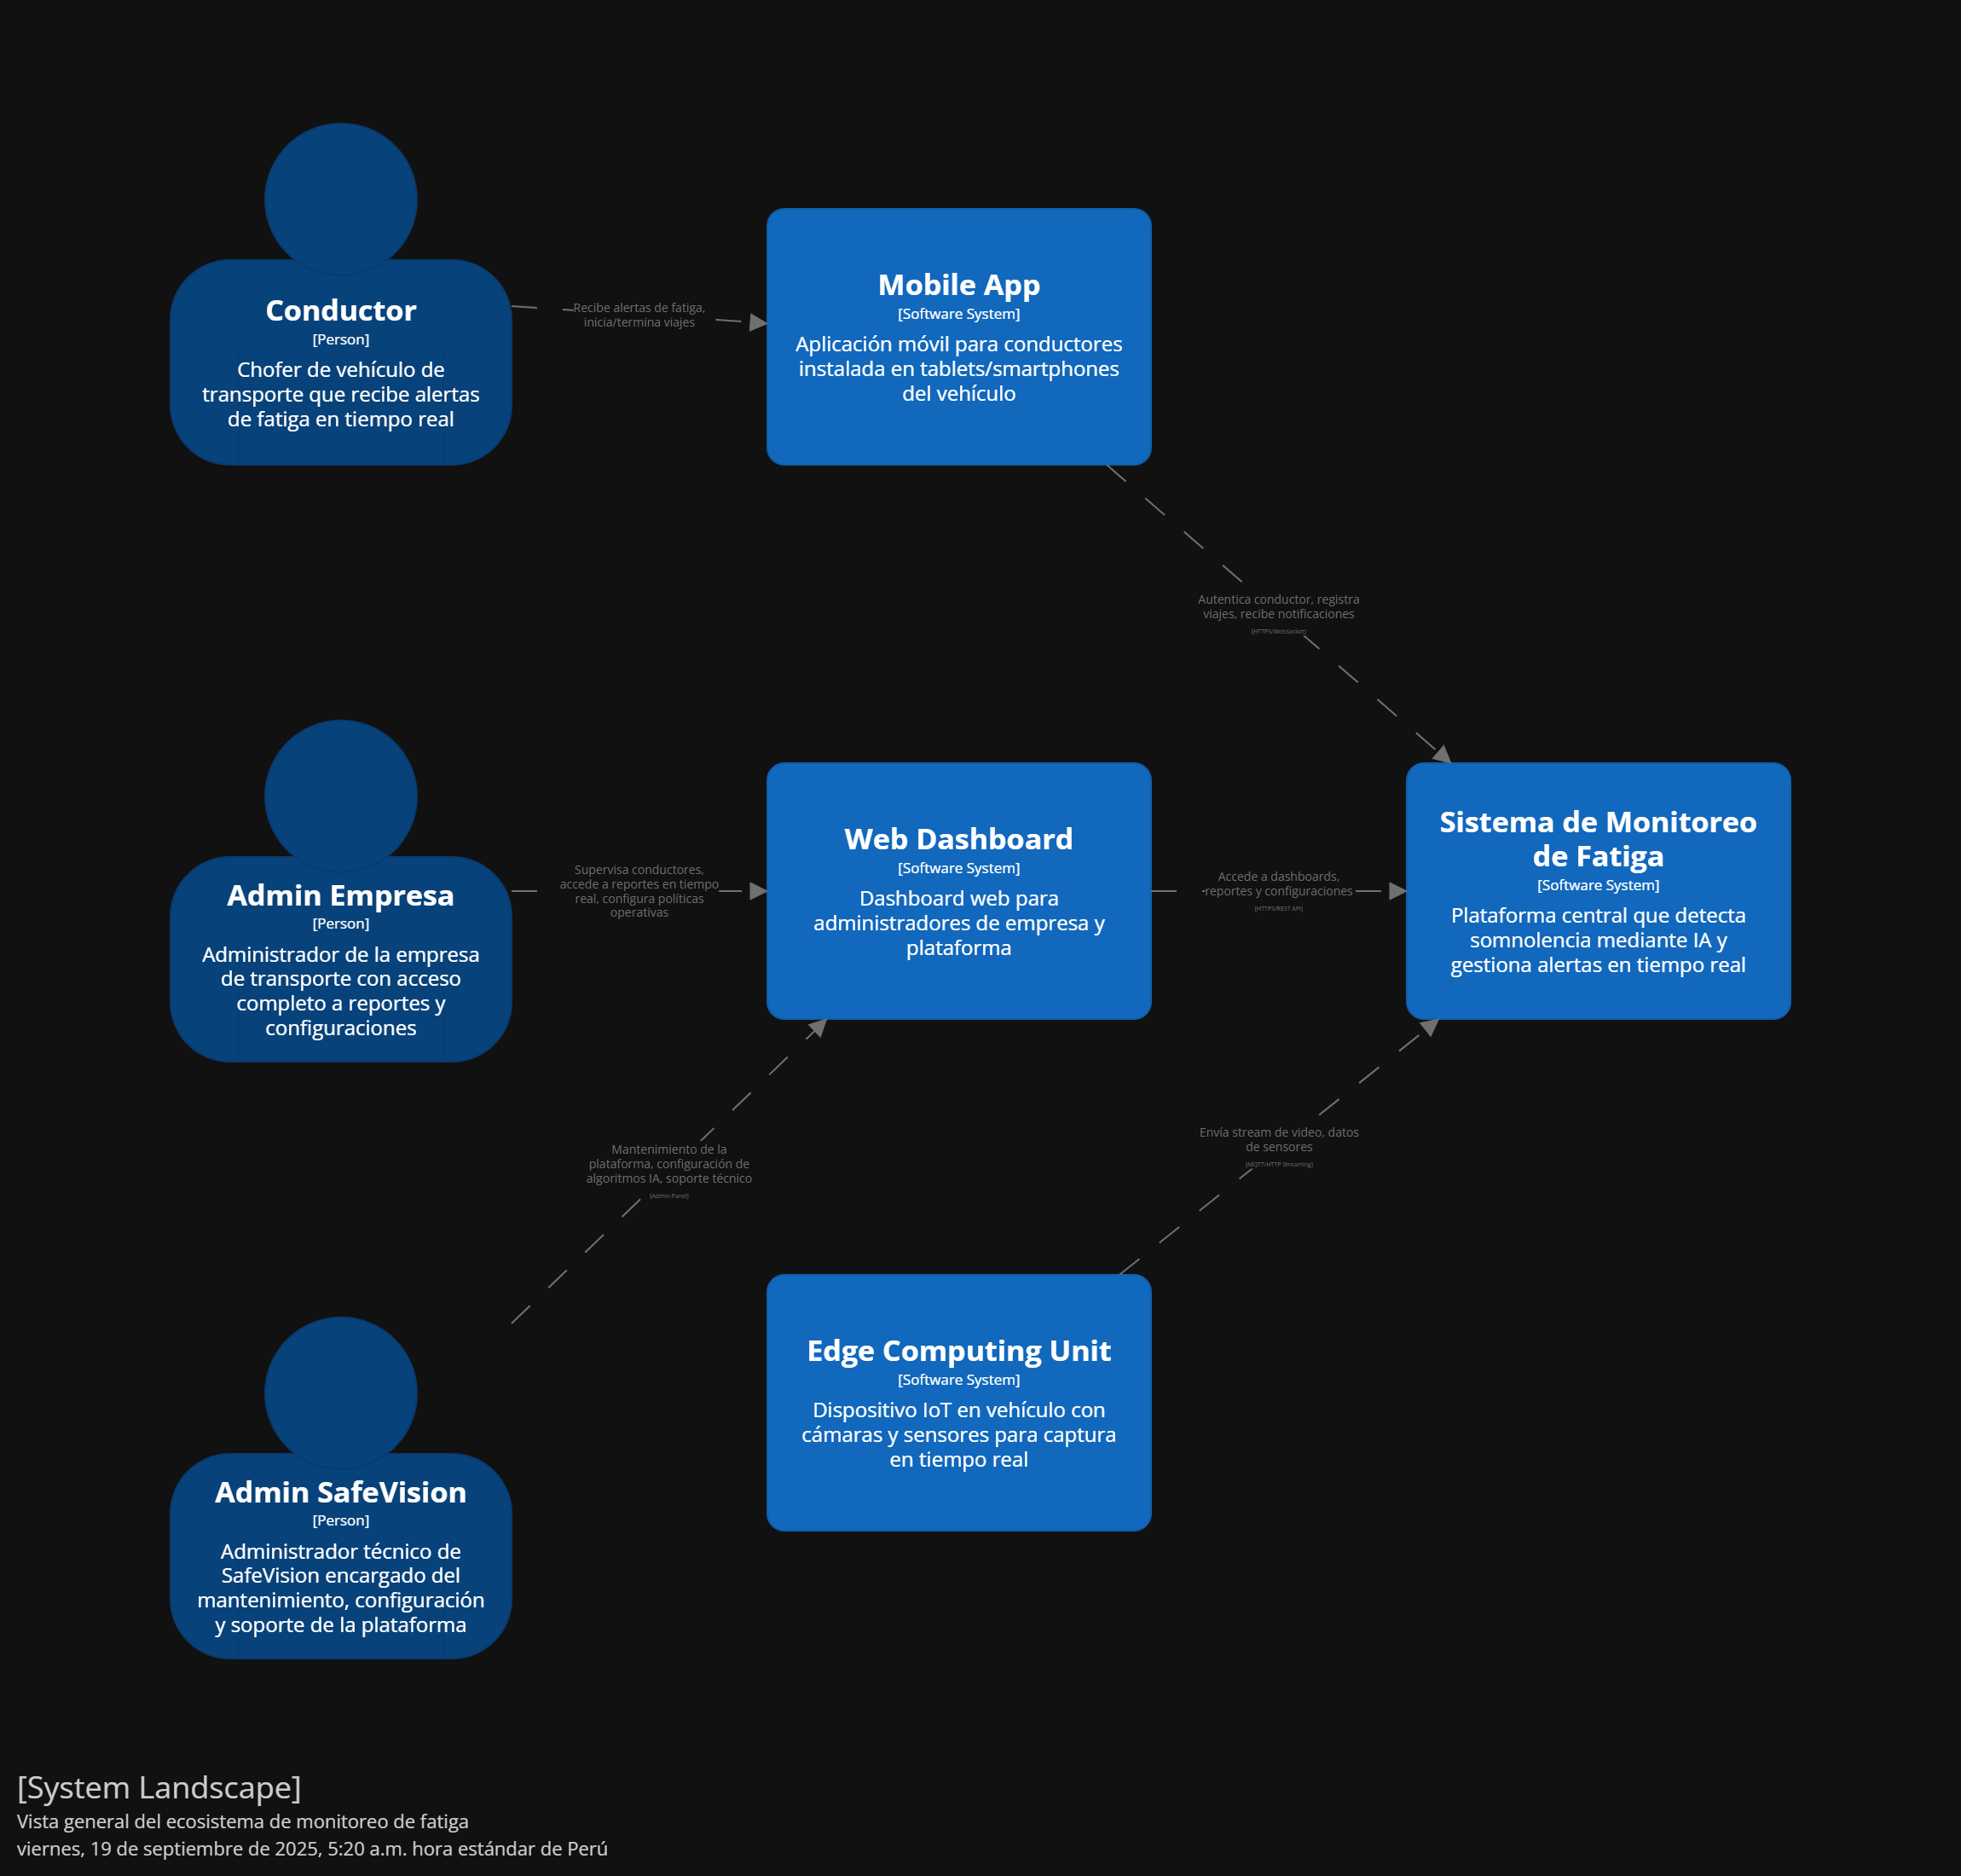 Conductor
[Person]
Chofer de vehículo de
transporte que recibe alertas
de fatiga en tiempo real
Recibe alertas de fatiga,
inicia/termina viajes
Mobile App
[Software System]
Aplicación móvil para conductores
instalada en tablets/smartphones
del vehículo
Autentica conductor, registra
viajes, recibe notificaciones
[HTTPS/WebSocket]
Admin Empresa
[Person]
Administrador de la empresa
de transporte con acceso
completo a reportes y
configuraciones
Supervisa conductores,
accede a reportes en tiempo
real, configura políticas
operativas
Web Dashboard
[Software System]
Dashboard web para
administradores de empresa y
plataforma
Accede a dashboards,
reportes y configuraciones
[HTTPS/REST API]
Sistema de Monitoreo
de Fatiga
[Software System]
Plataforma central que detecta
somnolencia mediante IA y
gestiona alertas en tiempo real
Mantenimiento de la
plataforma, configuración de
algoritmos IA, soporte técnico
[Admin Panel]
Envía stream de video, datos
de sensores
[MQTT/HTTP Streaming]
Edge Computing Unit
[Software System]
Dispositivo IoT en vehículo con
cámaras y sensores para captura
en tiempo real
Admin SafeVision
[Person]
Administrador técnico de
SafeVision encargado del
mantenimiento, configuración
y soporte de la plataforma
[System Landscape]
Vista general del ecosistema de monitoreo de fatiga
viernes, 19 de septiembre de 2025, 5:20 a.m. hora estándar de Perú